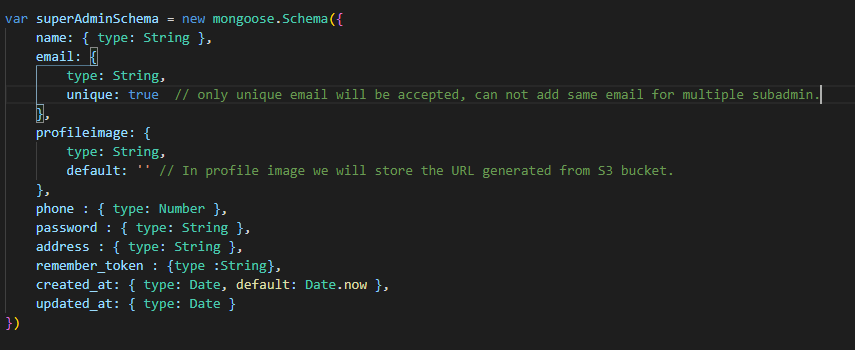 var superAdminSchema = new mongoose.Schema({
    name: { type: String },
    email: {
        type: String,
        unique: true  // only unique email will be accepted, can not add same email for multiple subadmin.
    },
    profileimage: {
        type: String,
        default: '' // In profile image we will store the URL generated from S3 bucket.
    },
    phone : { type: Number },
    password : { type: String },
    address : { type: String },
    remember_token : {type :String},
    created_at: { type: Date, default: Date.now },
    updated_at: { type: Date }
})